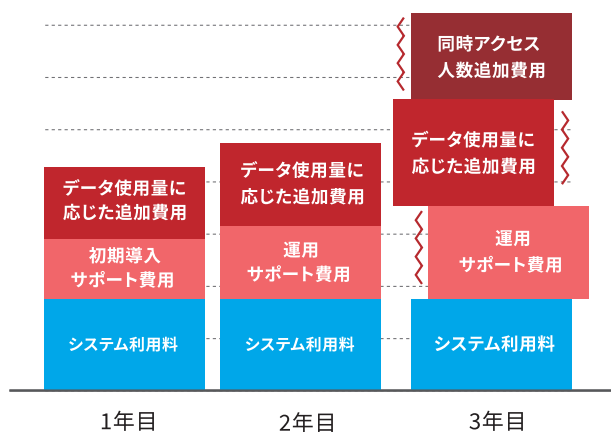 データ使用量に
応じた追加費用
初期導入
サポート費用
システム利用料
1年目
データ使用量に
応じた追加費用
運用
サポート費用
システム利用料
2年目
同時アクセス
人数追加費用
データ使用量に
応じた追加費用
運用
サポート費用
システム利用料
3年目